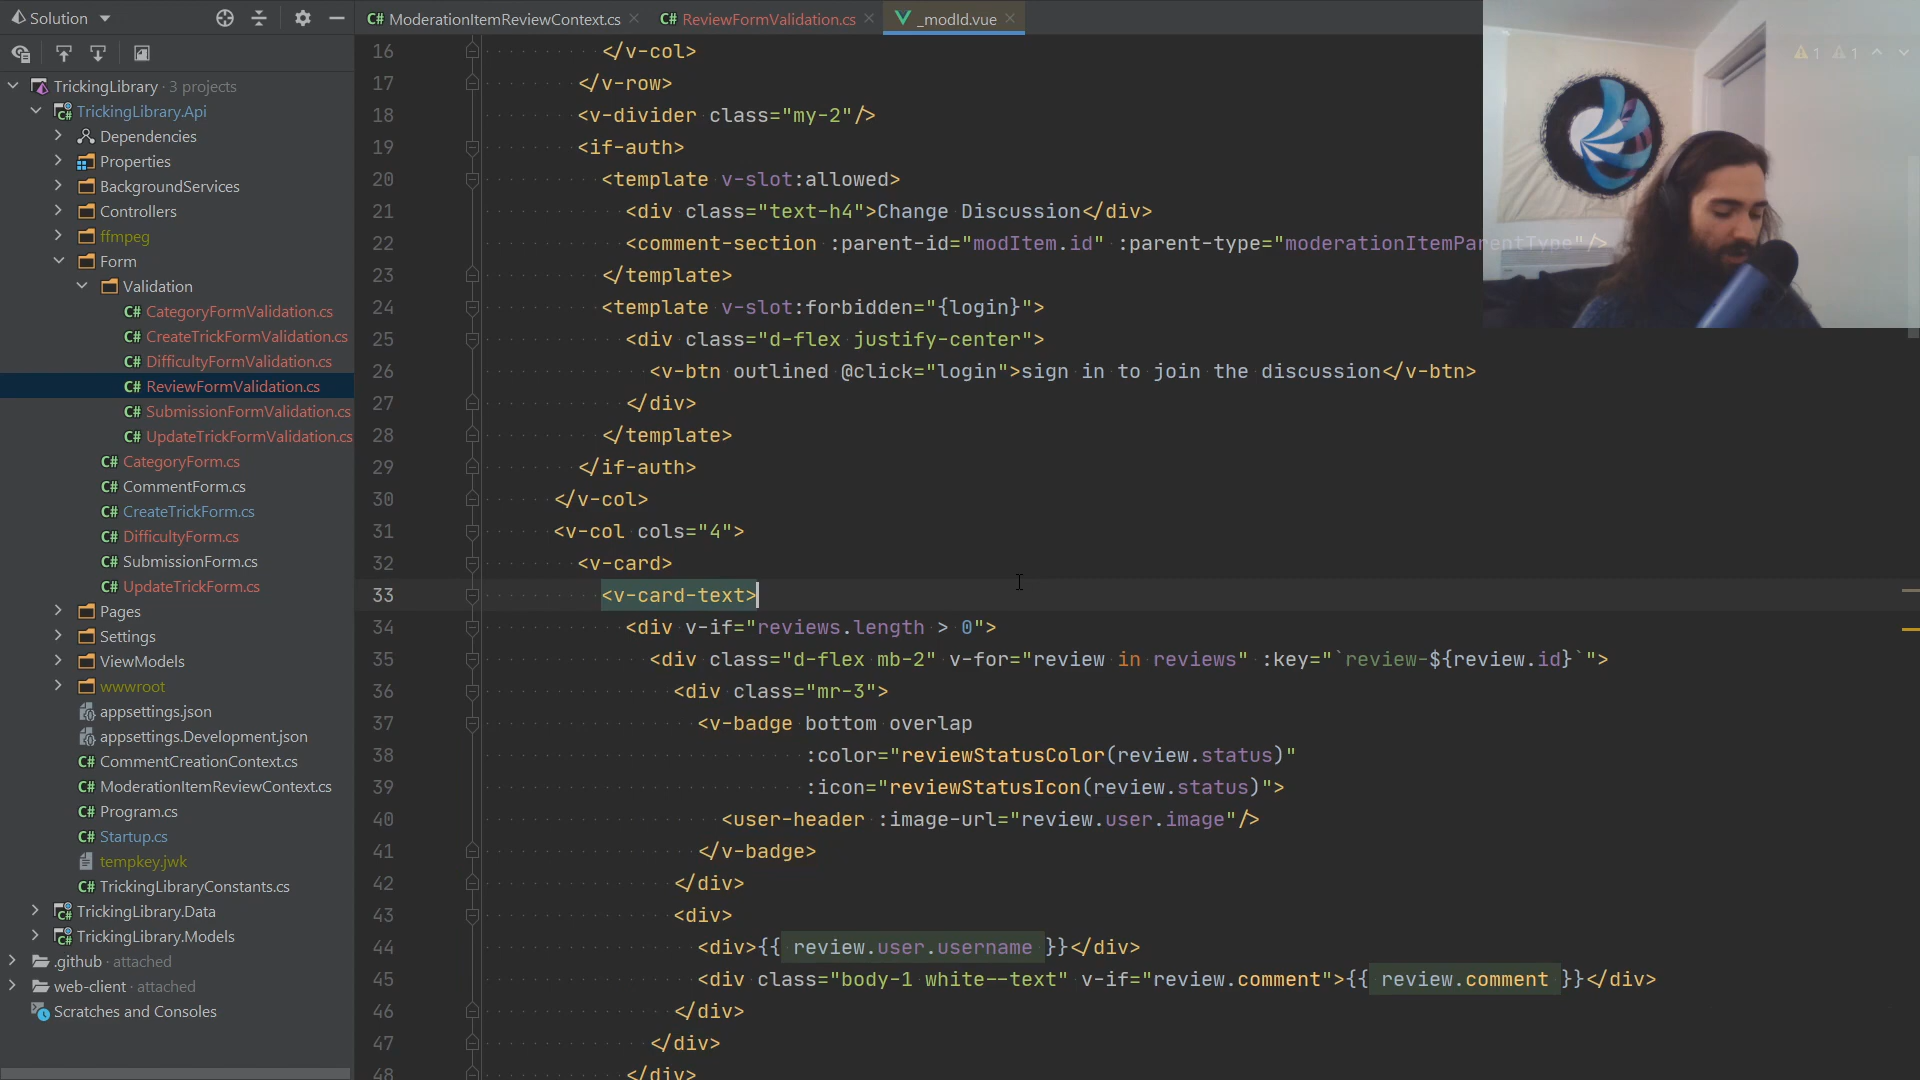 Solution
ModerationItemReviewContext.cs
ReviewFormValidation.cs
_modId.vue
1 1
TrickingLibrary · 3 projects
TrickingLibrary.Api
Dependencies
Properties
BackgroundServices
Controllers
ffmpeg
Form
Validation
C# CategoryFormValidation.cs
C# CreateTrickFormValidation.cs
C# DifficultyFormValidation.cs
C# ReviewFormValidation.cs
C# SubmissionFormValidation.cs
C# UpdateTrickFormValidation.cs
C# CategoryForm.cs
C# CommentForm.cs
C# CreateTrickForm.cs
C# DifficultyForm.cs
C# SubmissionForm.cs
C# UpdateTrickForm.cs
Pages
Settings
ViewModels
wwwroot
appsettings.json
appsettings.Development.json
C# CommentCreationContext.cs
C# ModerationItemReviewContext.cs
C# Program.cs
C# Startup.cs
tempkey.jwk
C# TrickingLibraryConstants.cs
TrickingLibrary.Data
TrickingLibrary.Models
.github · attached
web-client · attached
Scratches and Consoles
16 </v-col>
17 </v-row>
18 <v-divider class="my-2"/>
19 <if-auth>
20 <template v-slot:allowed>
21 <div class="text-h4">Change Discussion</div>
22 <comment-section :parent-id="modItem.id" :parent-type="moderationItemParentType"/>
23 </template>
24 <template v-slot:forbidden="{login}">
25 <div class="d-flex justify-center">
26 <v-btn outlined @click="login">sign in to join the discussion</v-btn>
27 </div>
28 </template>
29 </if-auth>
30 </v-col>
31 <v-col cols="4">
32 <v-card>
33 <v-card-text>
34 <div v-if="reviews.length > 0">
35 <div class="d-flex mb-2" v-for="review in reviews" :key="`review-${review.id}`">
36 <div class="mr-3">
37 <v-badge bottom overlap
38 :color="reviewStatusColor(review.status)"
39 :icon="reviewStatusIcon(review.status)">
40 <user-header :image-url="review.user.image"/>
41 </v-badge>
42 </div>
43 <div>
44 <div>{{ review.user.username }}</div>
45 <div class="body-1 white--text" v-if="review.comment">{{ review.comment }}</div>
46 </div>
47 </div>
48 </div>